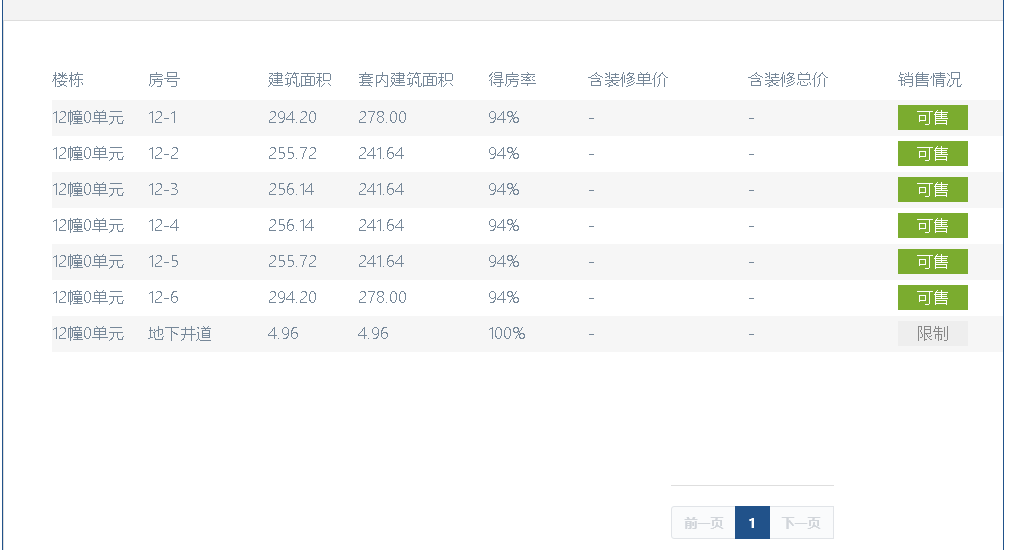 楼栋 房号 建筑面积 套内建筑面积 得房率 含装修单价 含装修总价 销售情况
12幢0单元 12-1 294.20 278.00 94% - - 可售
12幢0单元 12-2 255.72 241.64 94% - - 可售
12幢0单元 12-3 256.14 241.64 94% - - 可售
12幢0单元 12-4 256.14 241.64 94% - - 可售
12幢0单元 12-5 255.72 241.64 94% - - 可售
12幢0单元 12-6 294.20 278.00 94% - - 可售
12幢0单元 地下井道 4.96 4.96 100% - - 限制
前一页 1 下一页